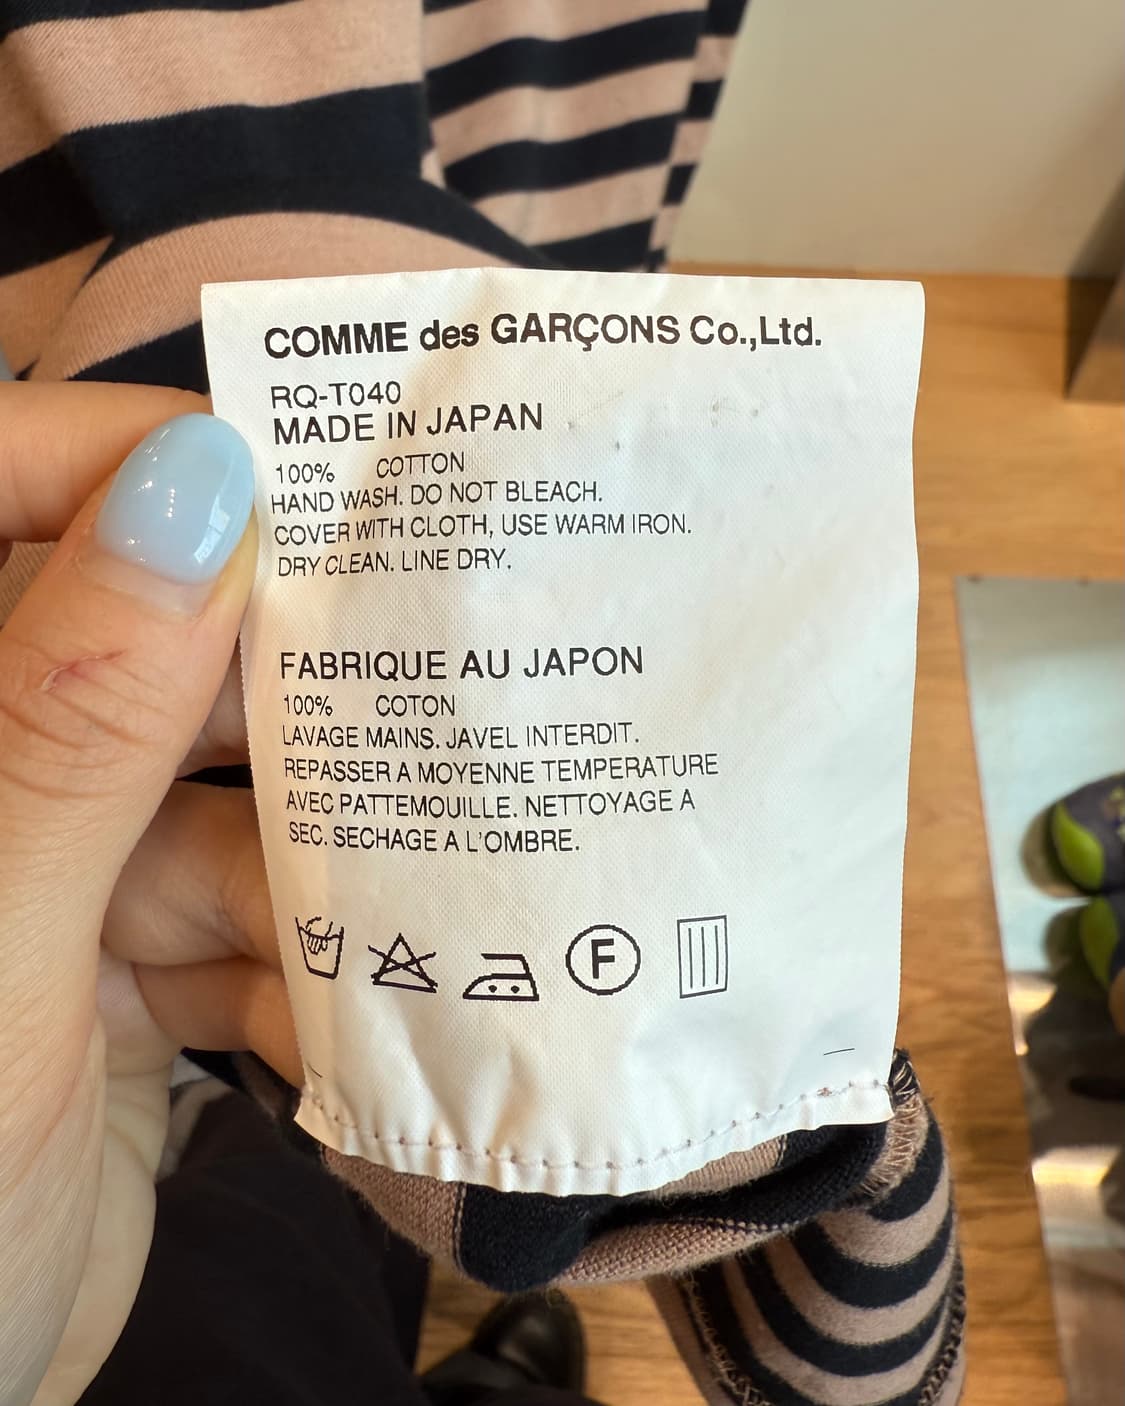 COMME des GARÇONS Co.,Ltd.
RQ-T040
MADE IN JAPAN
100% COTTON
HAND WASH. DO NOT BLEACH.
COVER WITH CLOTH, USE WARM IRON.
DRY CLEAN. LINE DRY.
FABRIQUE AU JAPON
100% COTON
LAVAGE MAINS. JAVEL INTERDIT.
REPASSER A MOYENNE TEMPERATURE
AVEC PATTEMOUILLE. NETTOYAGE A
SEC. SECHAGE A L'OMBRE.
F